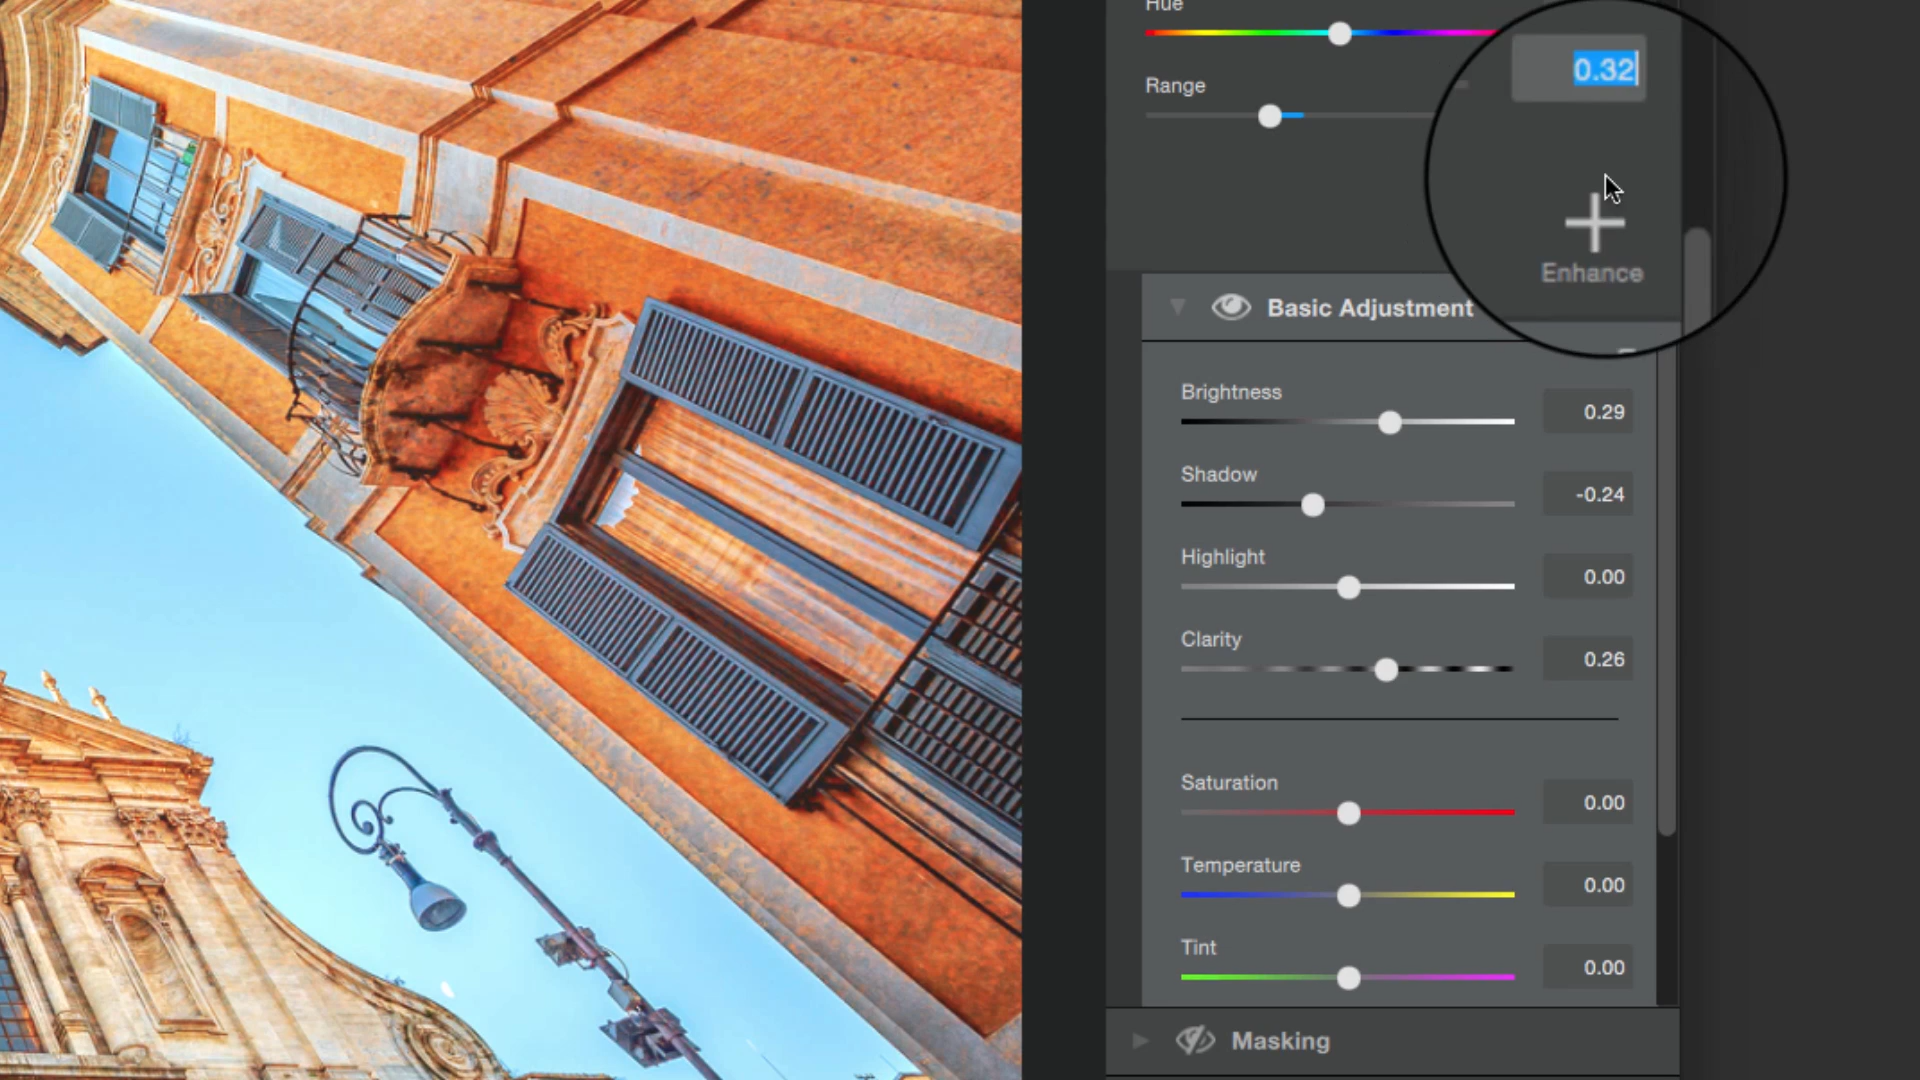 Hue
0.32
Range
Enhance
Basic Adjustment
Brightness
0.29
Shadow
-0.24
Highlight
0.00
Clarity
0.26
Saturation
0.00
Temperature
0.00
Tint
0.00
Masking